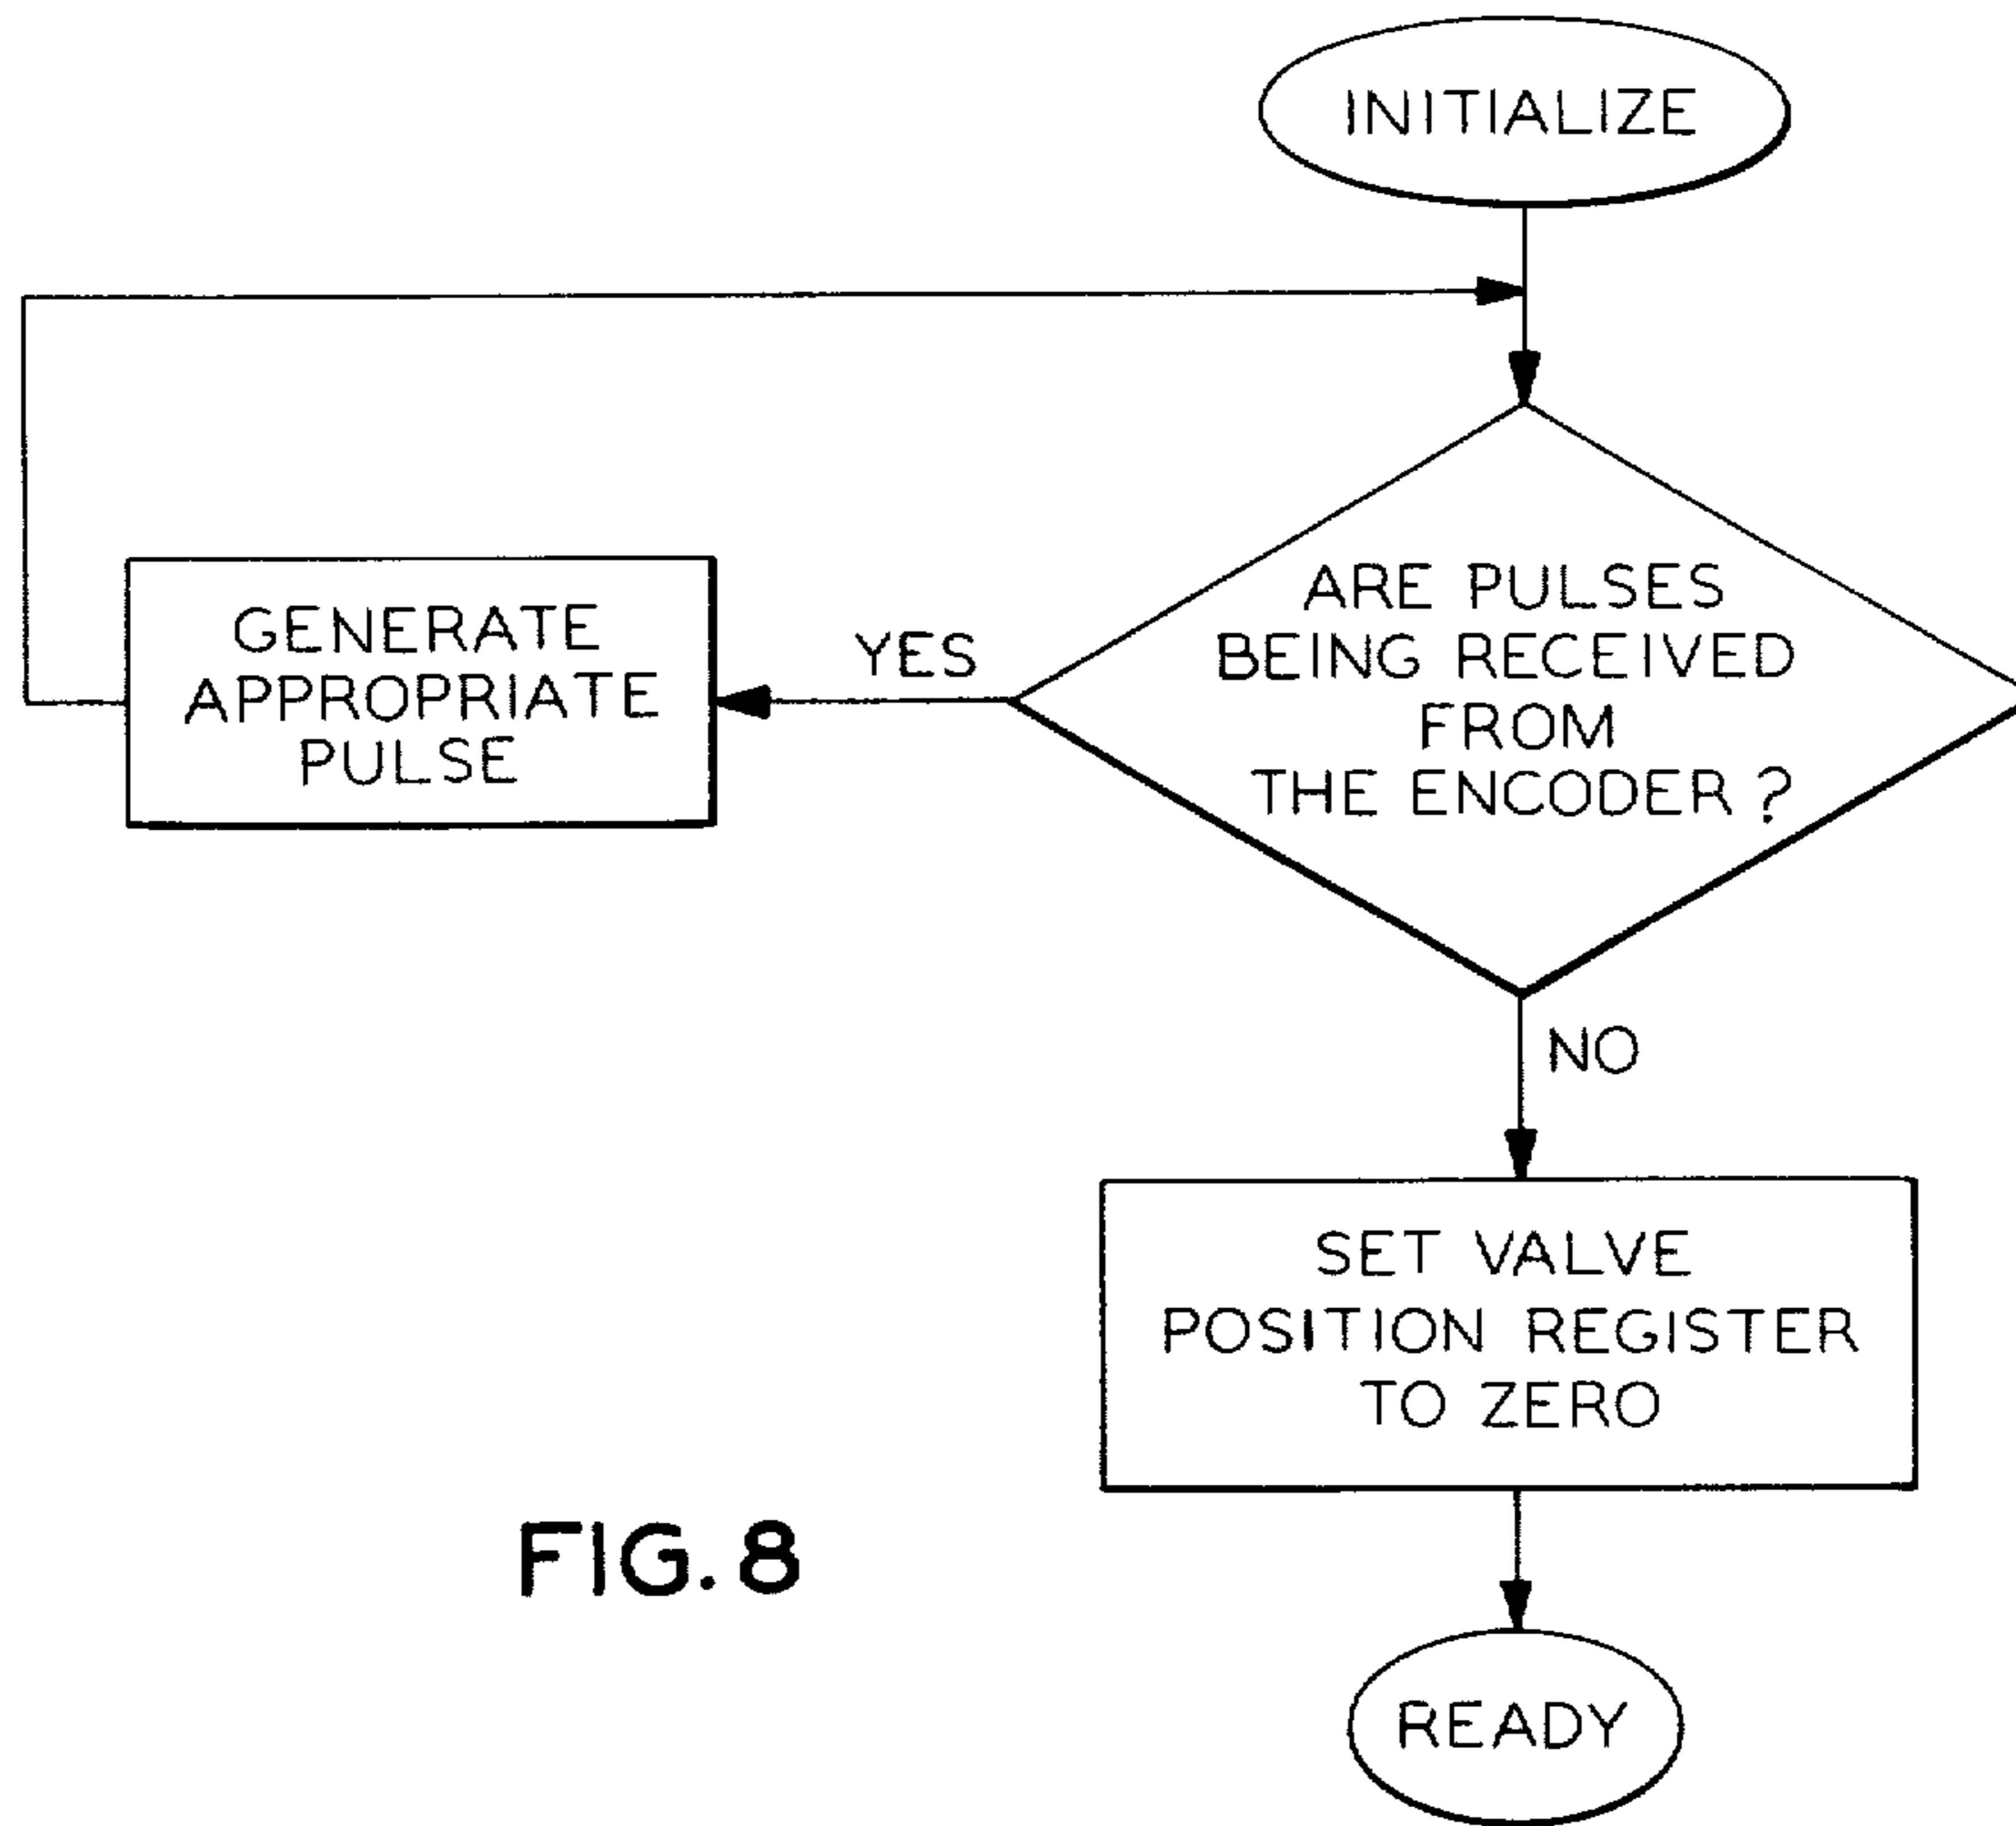 INITIALIZE
ARE PULSES
BEING RECEIVED
FROM
THE ENCODER ?
YES
GENERATE
APPROPRIATE
PULSE
NO
SET VALVE
POSITION REGISTER
TO ZERO
READY
FIG. 8